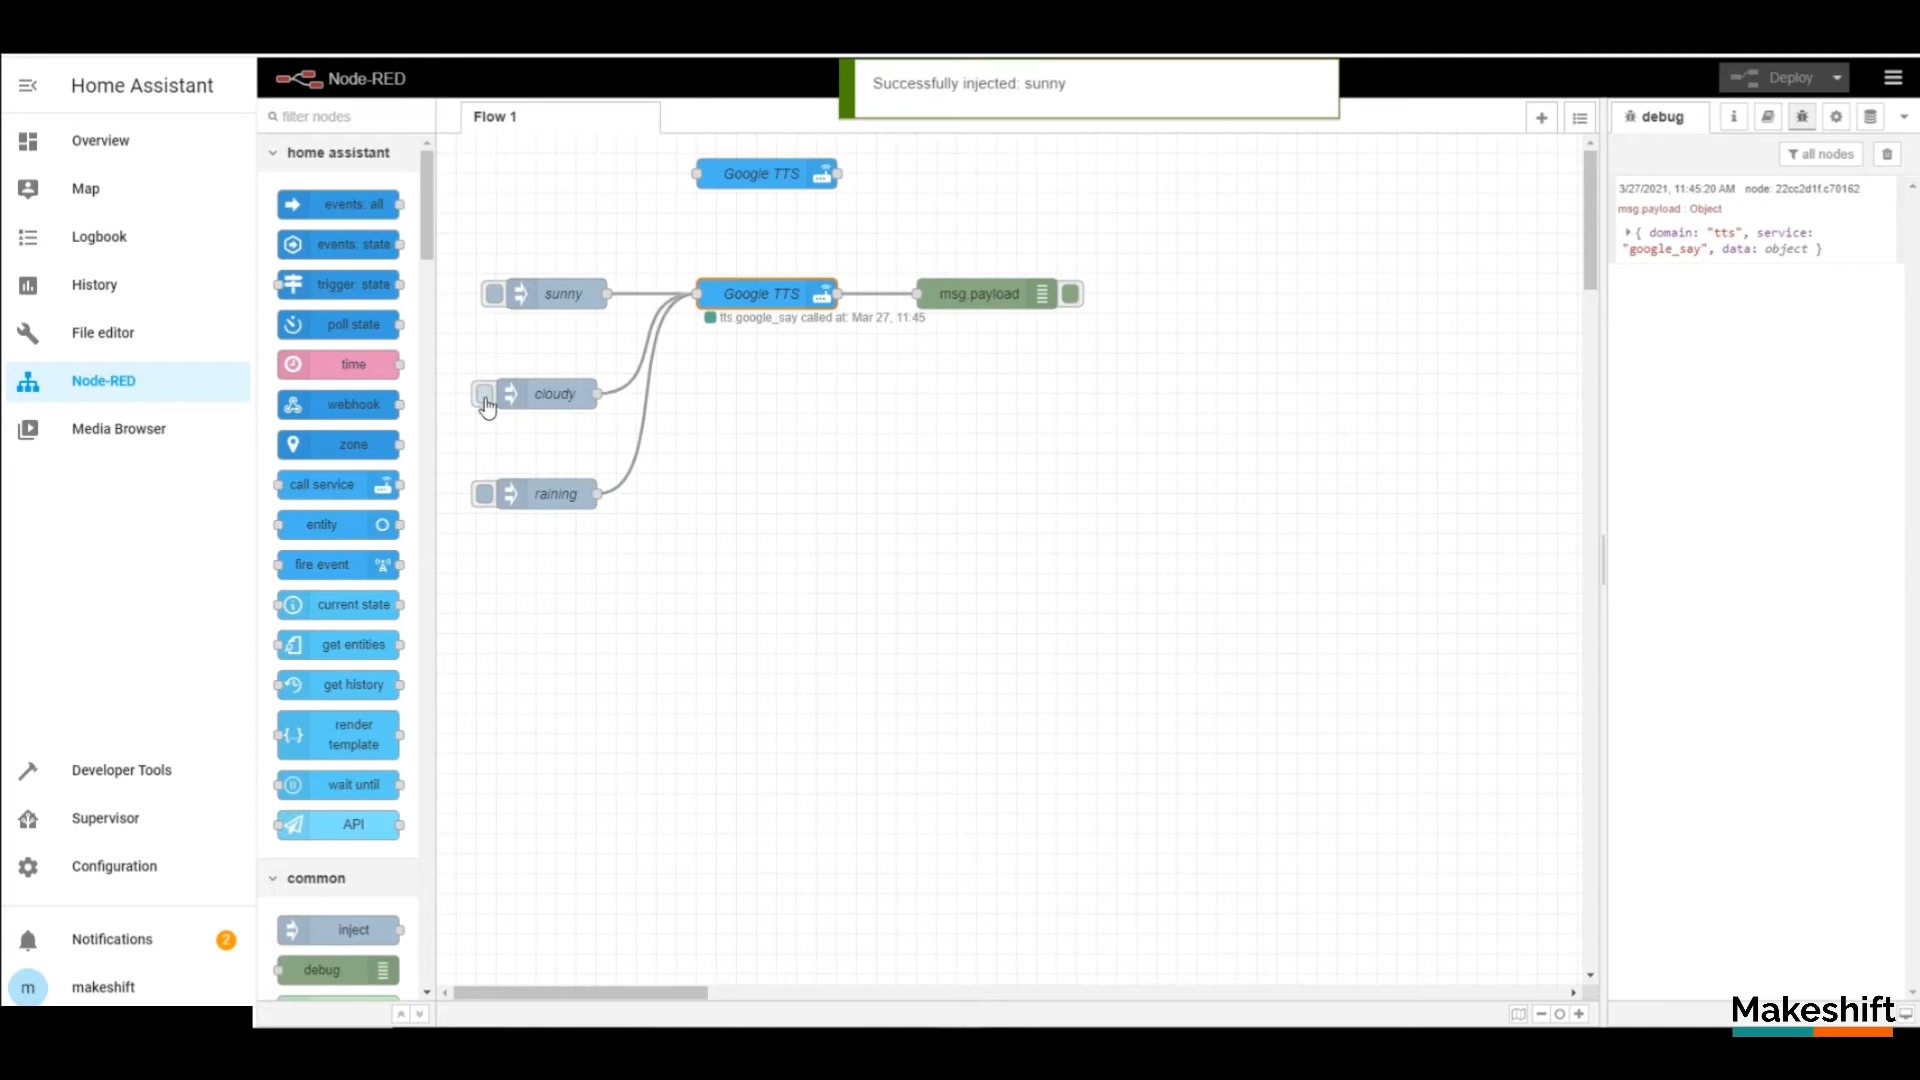 Home Assistant
Overview
Map
Logbook
History
File editor
Node-RED
Media Browser
Developer Tools
Supervisor
Configuration
Notifications
2
m
makeshift
Node-RED
filter nodes
home assistant
events: all
events: state
trigger: state
poll state
time
webhook
zone
call service
entity
fire event
current state
get entities
get history
render
template
wait until
API
common
inject
debug
Successfully injected: sunny
Deploy
Flow 1
Google TTS
sunny
Google TTS
msg.payload
tts.google_say called at: Mar 27, 11:45
cloudy
raining
debug
i
all nodes
3/27/2021, 11:45:20 AM node: 22cc2d1f.c70162
msg.payload : Object
{ domain: "tts", service:
"google_say", data: object }
Makeshift